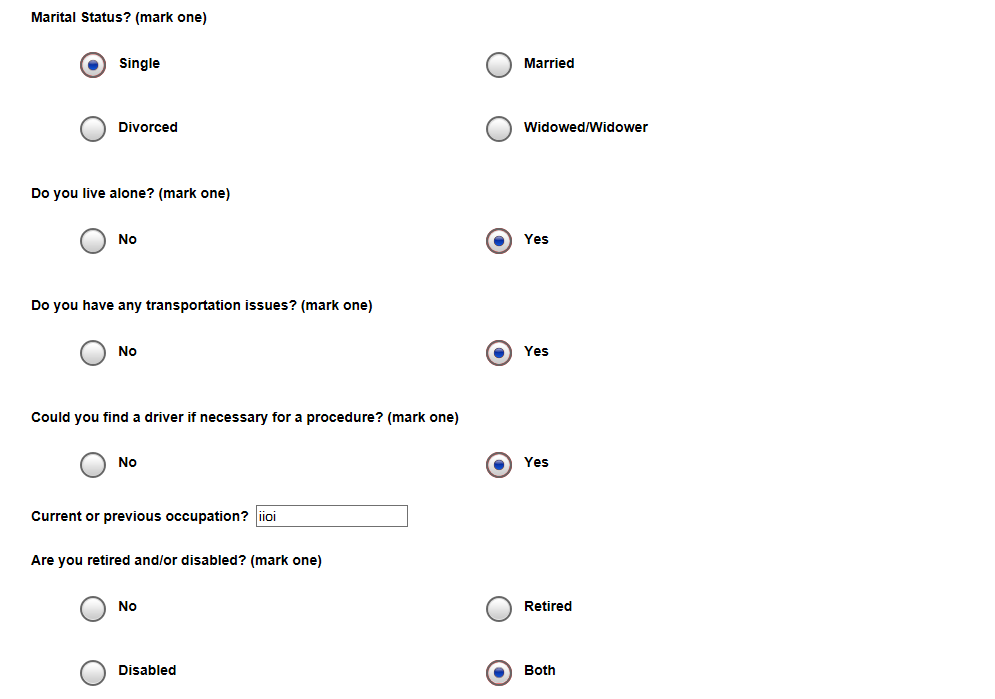 Marital Status? (mark one)
Single Married
Divorced Widowed/Widower
Do you live alone? (mark one)
No Yes
Do you have any transportation issues? (mark one)
No Yes
Could you find a driver if necessary for a procedure? (mark one)
No Yes
Current or previous occupation? iioi
Are you retired and/or disabled? (mark one)
No Retired
Disabled Both